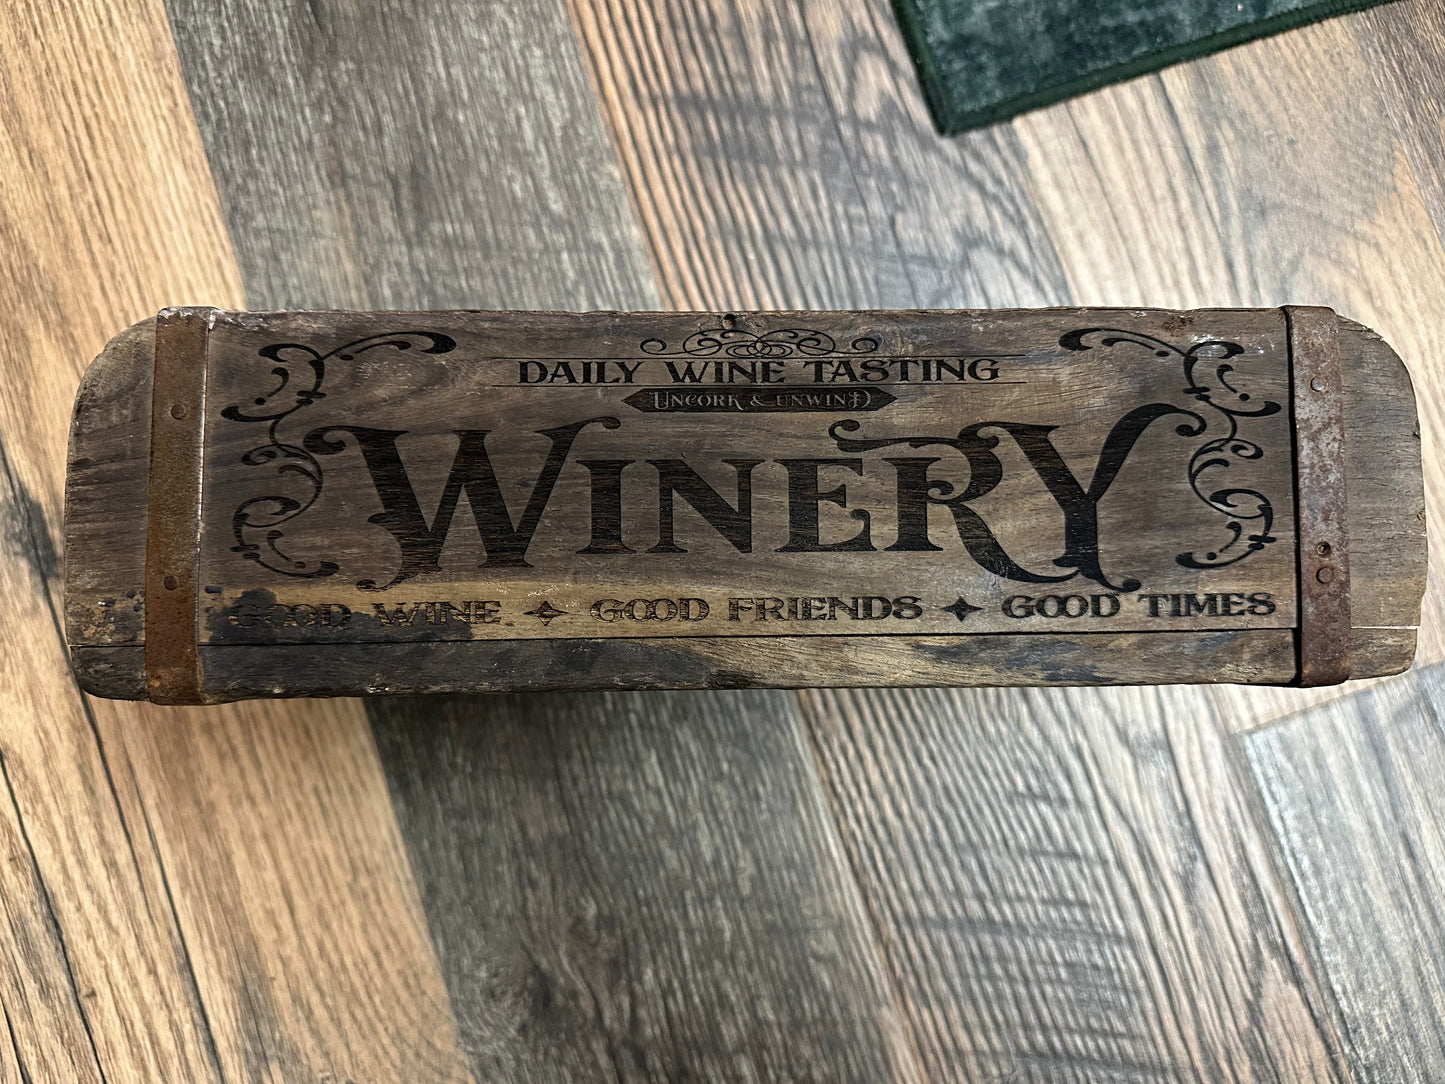 DAILY WINE TASTING
UNCORK & UNWIND
WINERY
GOOD WINE ✦ GOOD FRIENDS ✦ GOOD TIMES